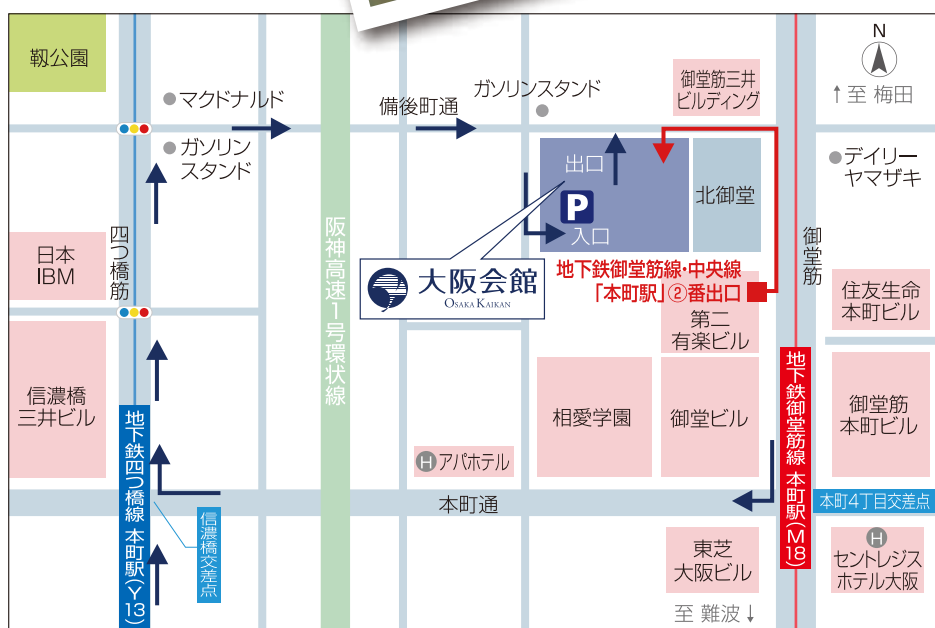 靱公園
マクドナルド
ガソリン
スタンド
備後町通
ガソリンスタンド
御堂筋三井
ビルディング
N
↑至 梅田
デイリー
ヤマザキ
出口
P
入口
北御堂
日本
IBM
四つ橋筋
阪神高速1号環状線
大阪会館
OSAKA KAIKAN
地下鉄御堂筋線・中央線
「本町駅」②番出口
御堂筋
住友生命
本町ビル
第二
有楽ビル
信濃橋
三井ビル
相愛学園
御堂ビル
地下鉄御堂筋線 本町駅(M18)
御堂筋
本町ビル
地下鉄四つ橋線 本町駅(Y13)
H アパホテル
本町通
本町4丁目交差点
信濃橋交差点
東芝
大阪ビル
H
セントレジス
ホテル大阪
至 難波↓